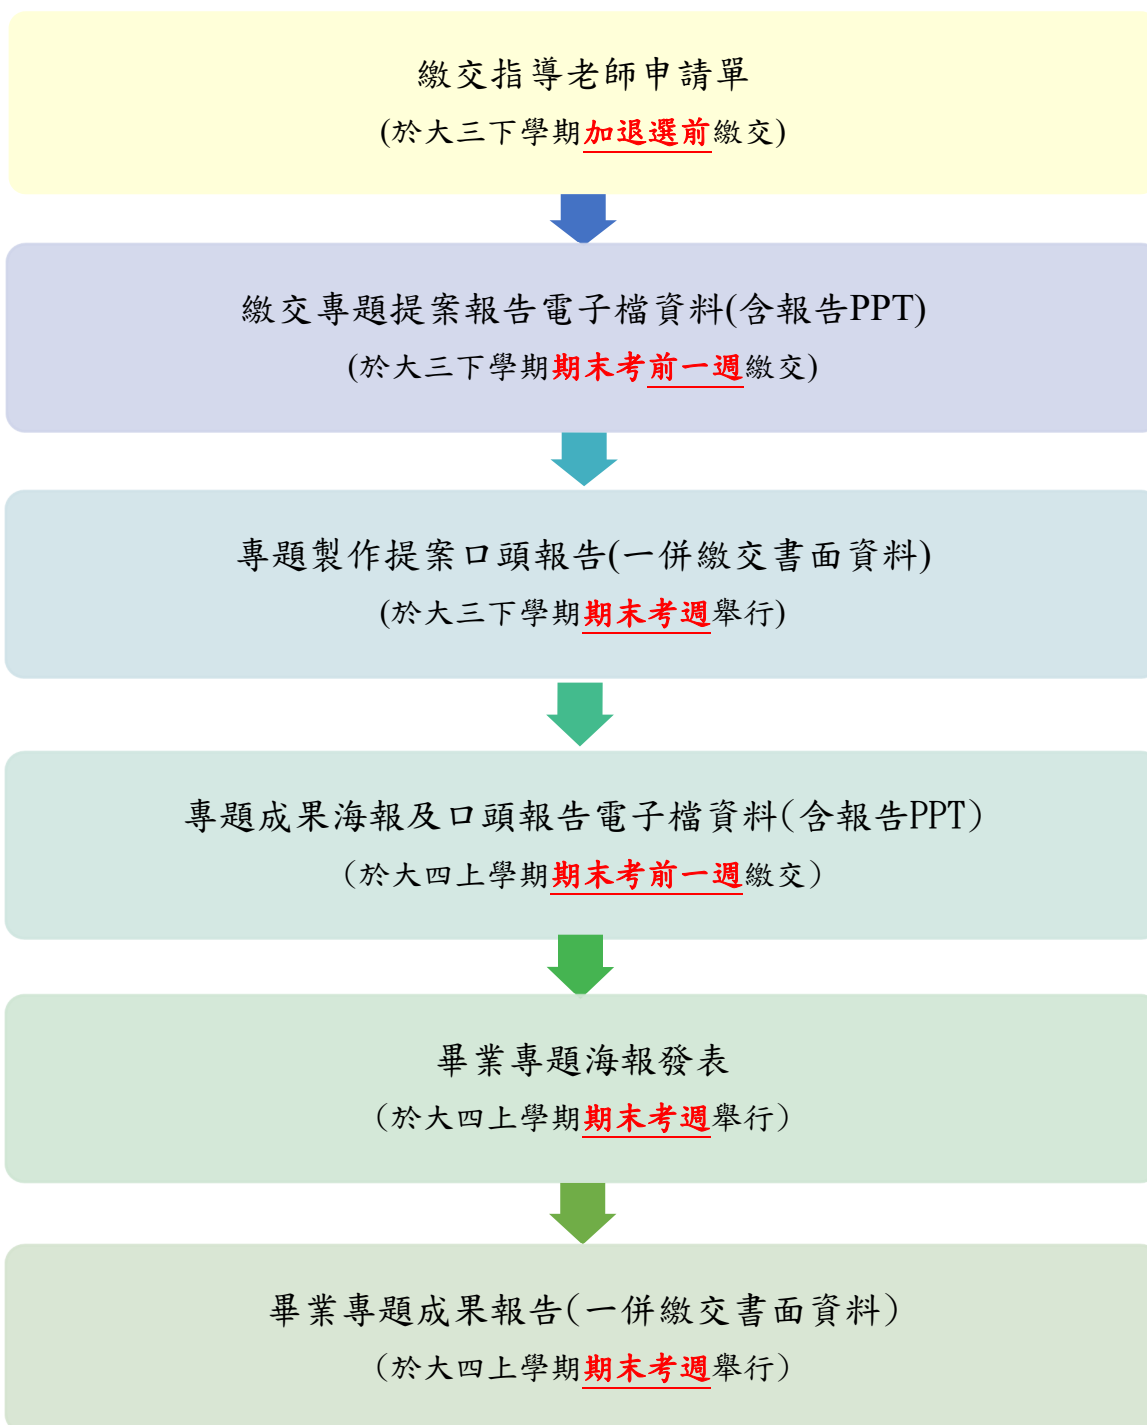 繳交指導老師申請單
(於大三下學期加退選前繳交)
繳交專題提案報告電子檔資料(含報告PPT)
(於大三下學期期末考前一週繳交)
專題製作提案口頭報告(一併繳交書面資料)
(於大三下學期期末考週舉行)
專題成果海報及口頭報告電子檔資料(含報告PPT)
（於大四上學期期末考前一週繳交）
畢業專題海報發表
（於大四上學期期末考週舉行）
畢業專題成果報告(一併繳交書面資料)
（於大四上學期期末考週舉行）